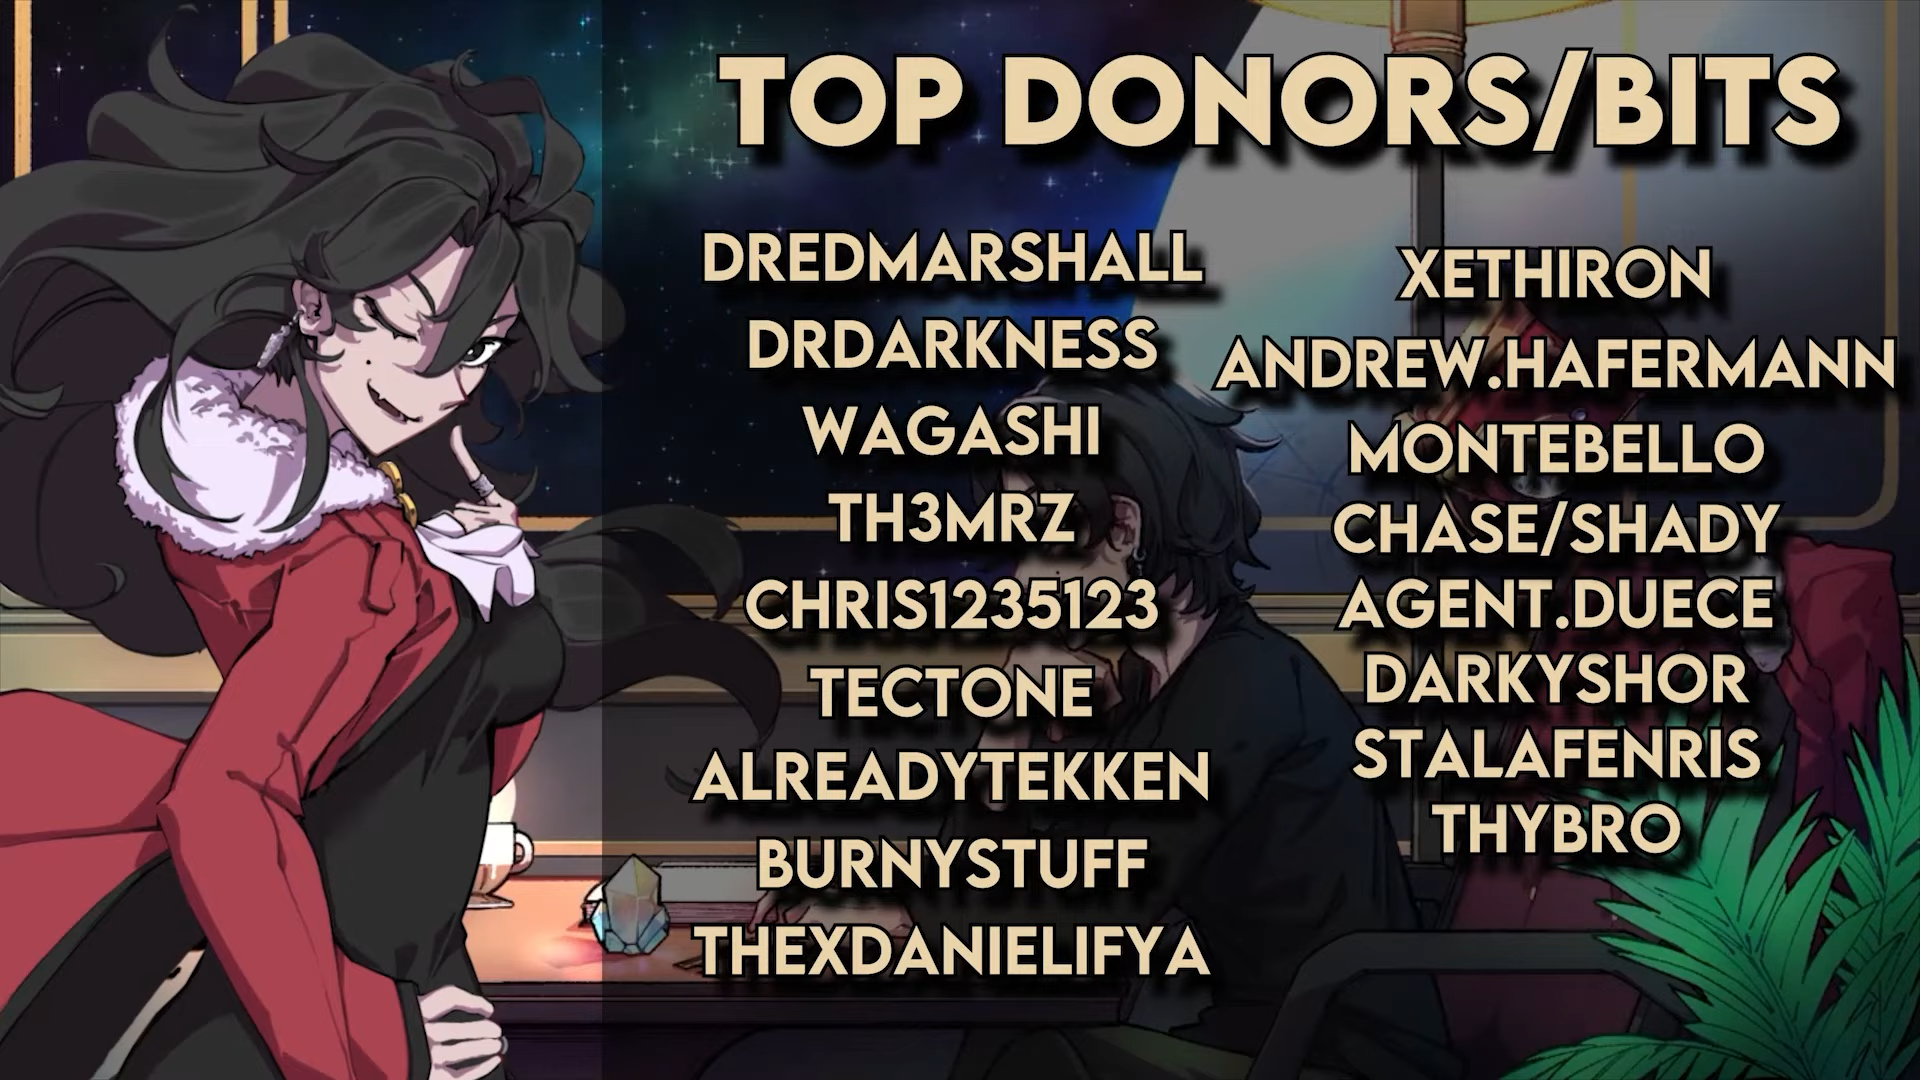 TOP DONORS/BITS
DREDMARSHALL
DRDARKNESS
WAGASHI
TH3MRZ
CHRIS1235123
TECTONE
ALREADYTEKKEN
BURNYSTUFF
THEXDANIELIFYA
XETHIRON
ANDREW.HAFERMANN
MONTEBELLO
CHASE/SHADY
AGENT.DUECE
DARKYSHOR
STALAFENRIS
THYBRO